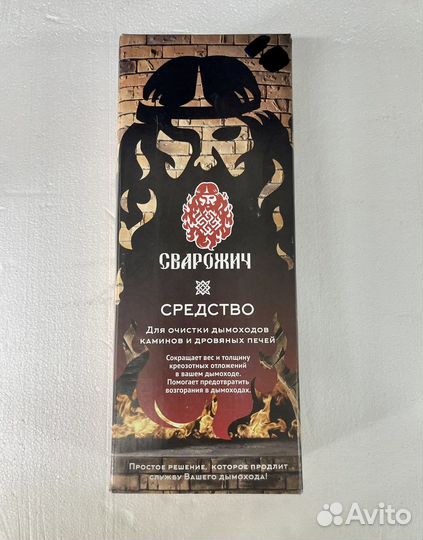 СВАРОЖИЧ
СРЕДСТВО
Для очистки дымоходов
каминов и дровяных печей
Сокращает вес и толщину
креозотных отложений
в вашем дымоходе.
Помогает предотвратить
возгорания в дымоходах.
Простое решение, которое продлит
службу Вашего дымохода!
Avito